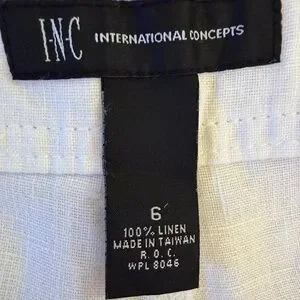 I·N·C INTERNATIONAL CONCEPTS
6
100% LINEN
MADE IN TAIWAN
R. O. C.
WPL 8046